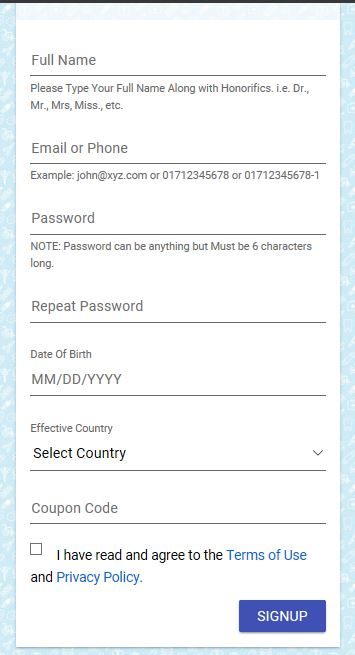 Full Name
Please Type Your Full Name Along with Honorifics. i.e. Dr.,
Mr., Mrs, Miss., etc.
Email or Phone
Example: john@xyz.com or 01712345678 or 01712345678-1
Password
NOTE: Password can be anything but Must be 6 characters
long.
Repeat Password
Date Of Birth
MM/DD/YYYY
Effective Country
Select Country
Coupon Code
I have read and agree to the Terms of Use
and Privacy Policy.
SIGNUP